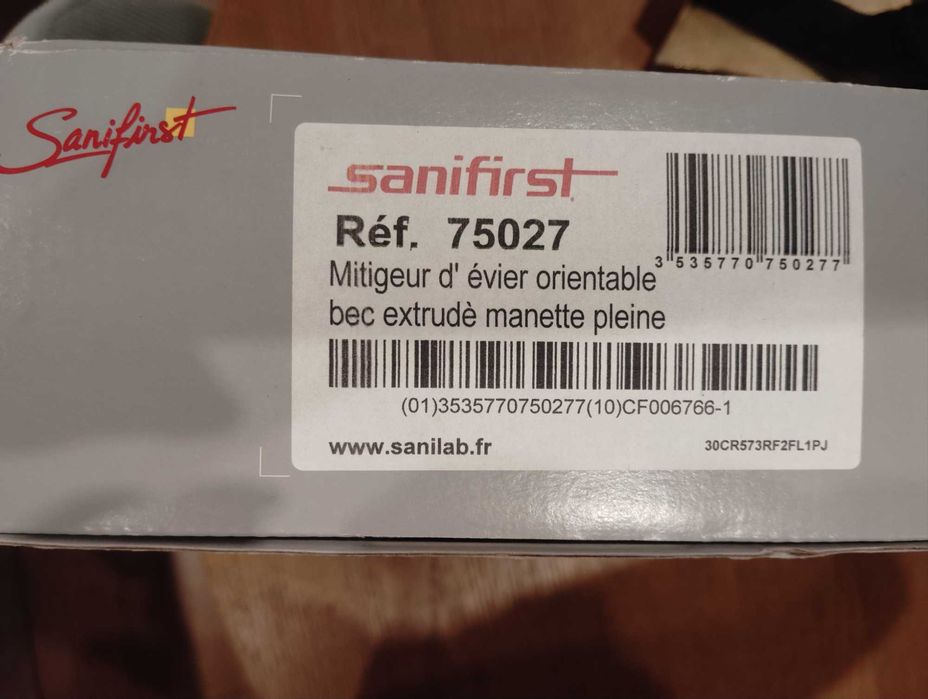 Sanifirst
sanifirst
Réf. 75027
3 535770 750277
Mitigeur d' évier orientable
bec extrudè manette pleine
(01)3535770750277(10)CF006766-1
www.sanilab.fr
30CR573RF2FL1PJ